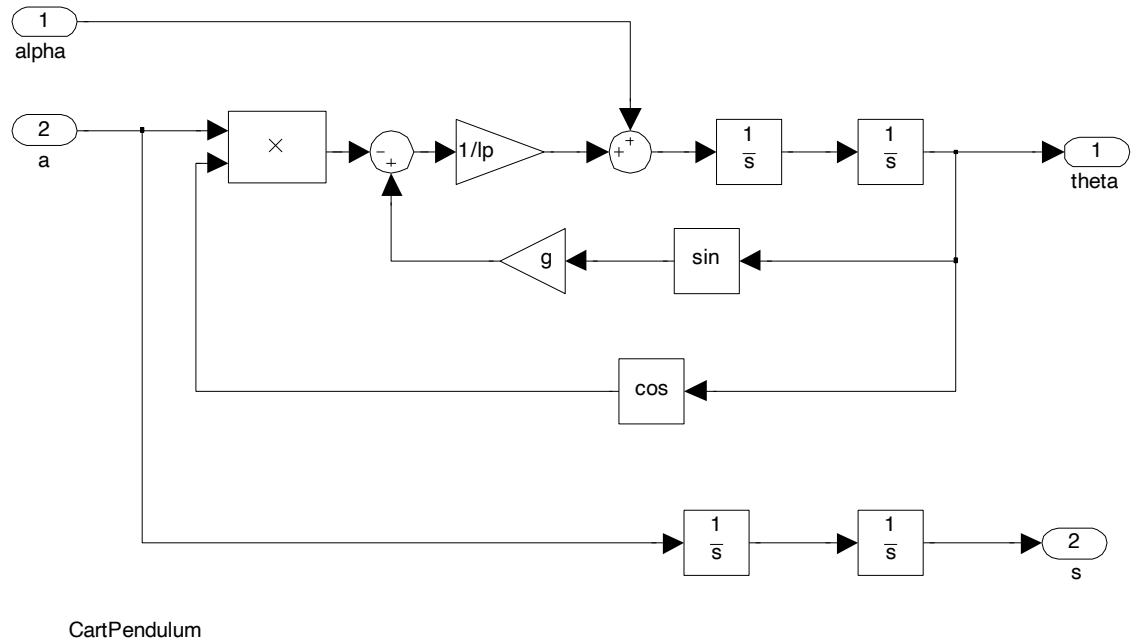 1
alpha
2
a
×
−
+
1/lp
+
+
1
s
1
s
1
theta
g
sin
cos
1
s
1
s
2
s
CartPendulum